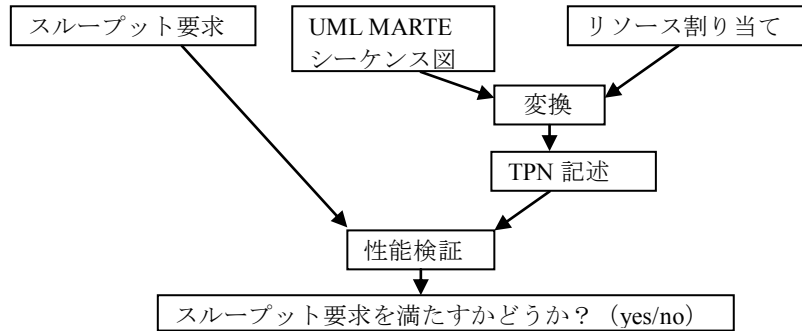 スループット要求
UML MARTE
シーケンス図
リソース割り当て
変換
TPN 記述
性能検証
スループット要求を満たすかどうか？（yes/no）